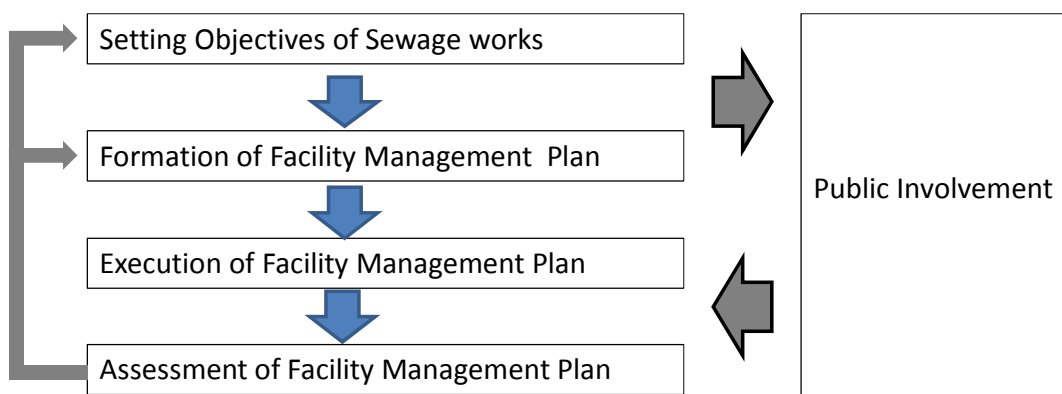 Setting Objectives of Sewage works
Formation of Facility Management Plan
Execution of Facility Management Plan
Assessment of Facility Management Plan
Public Involvement